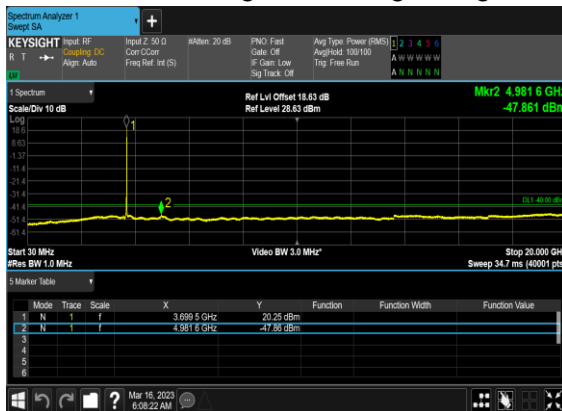 Spectrum Analyzer 1
Swept SA
KEYSIGHT Input: RF Input Z: 50 Ω #Atten: 20 dB PNO: Fast Avg Type: Power (RMS) 1 2 3 4 5 6
R T Coupling: DC Corr CCorr Gate: Off Avg|Hold: 100/100 A W W W W W
Align: Auto Freq Ref: Int (S) IF Gain: Low Trig: Free Run
Sig Track: Off A N N N N N
LXI
1 Spectrum Ref Lvl Offset 18.63 dB Mkr2 4.981 6 GHz
Scale/Div 10 dB Ref Level 28.63 dBm -47.861 dBm
Log
18.6
8.63
-1.37
-11.4
-21.4
-31.4
-41.4
-51.4
-61.4
1
2
DL1 -40.00 dBm
Start 30 MHz Video BW 3.0 MHz* Stop 20.000 GHz
#Res BW 1.0 MHz Sweep 34.7 ms (40001 pts)
5 Marker Table
Mode Trace Scale X Y Function Function Width Function Value
1 N 1 f 3.699 5 GHz 20.25 dBm
2 N 1 f 4.981 6 GHz -47.86 dBm
3
4
5
6
? Mar 16, 2023
6:08:22 AM